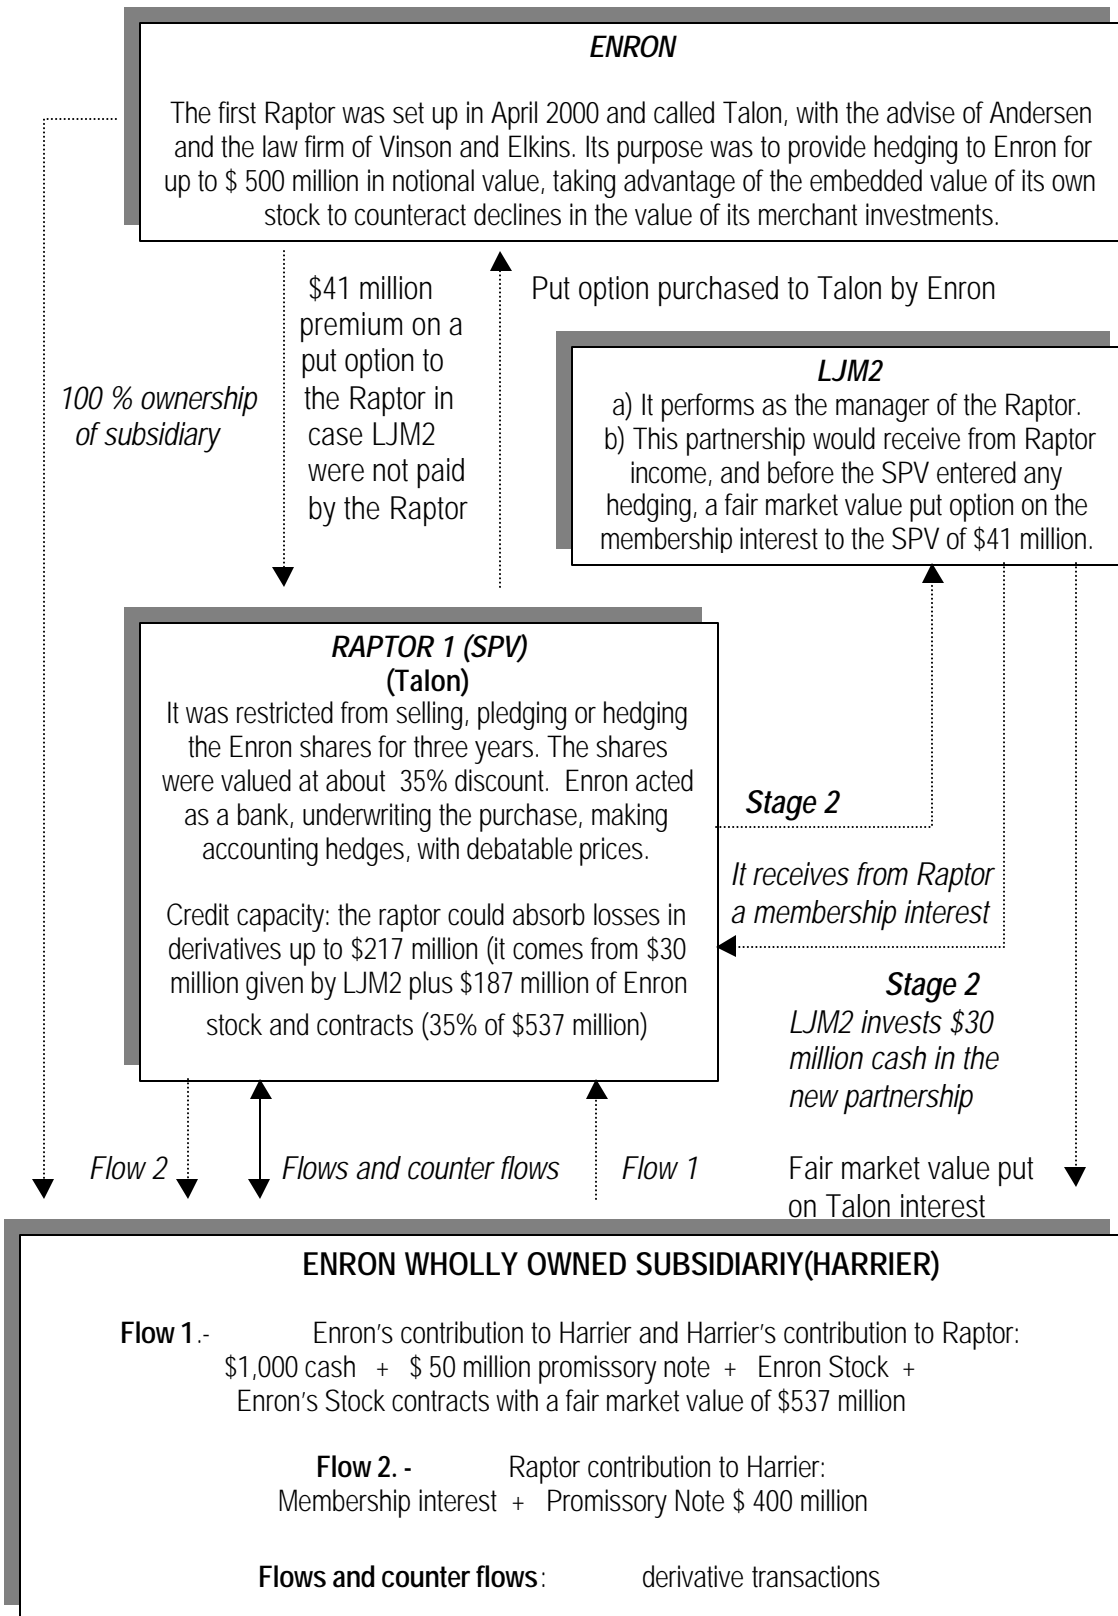 ENRON
The first Raptor was set up in April 2000 and called Talon, with the advise of Andersen
and the law firm of Vinson and Elkins. Its purpose was to provide hedging to Enron for
up to $ 500 million in notional value, taking advantage of the embedded value of its own
stock to counteract declines in the value of its merchant investments.
100 % ownership
of subsidiary
$41 million
premium on a
put option to
the Raptor in
case LJM2
were not paid
by the Raptor
Put option purchased to Talon by Enron
LJM2
a) It performs as the manager of the Raptor.
b) This partnership would receive from Raptor
income, and before the SPV entered any
hedging, a fair market value put option on the
membership interest to the SPV of $41 million.
RAPTOR 1 (SPV)
(Talon)
It was restricted from selling, pledging or hedging
the Enron shares for three years. The shares
were valued at about 35% discount. Enron acted
as a bank, underwriting the purchase, making
accounting hedges, with debatable prices.
Credit capacity: the raptor could absorb losses in
derivatives up to $217 million (it comes from $30
million given by LJM2 plus $187 million of Enron
stock and contracts (35% of $537 million)
Stage 2
It receives from Raptor
a membership interest
Stage 2
LJM2 invests $30
million cash in the
new partnership
Flow 2
Flows and counter flows
Flow 1
Fair market value put
on Talon interest
ENRON WHOLLY OWNED SUBSIDIARIY(HARRIER)
Flow 1.- Enron's contribution to Harrier and Harrier's contribution to Raptor:
$1,000 cash + $ 50 million promissory note + Enron Stock +
Enron's Stock contracts with a fair market value of $537 million
Flow 2. - Raptor contribution to Harrier:
Membership interest + Promissory Note $ 400 million
Flows and counter flows: derivative transactions